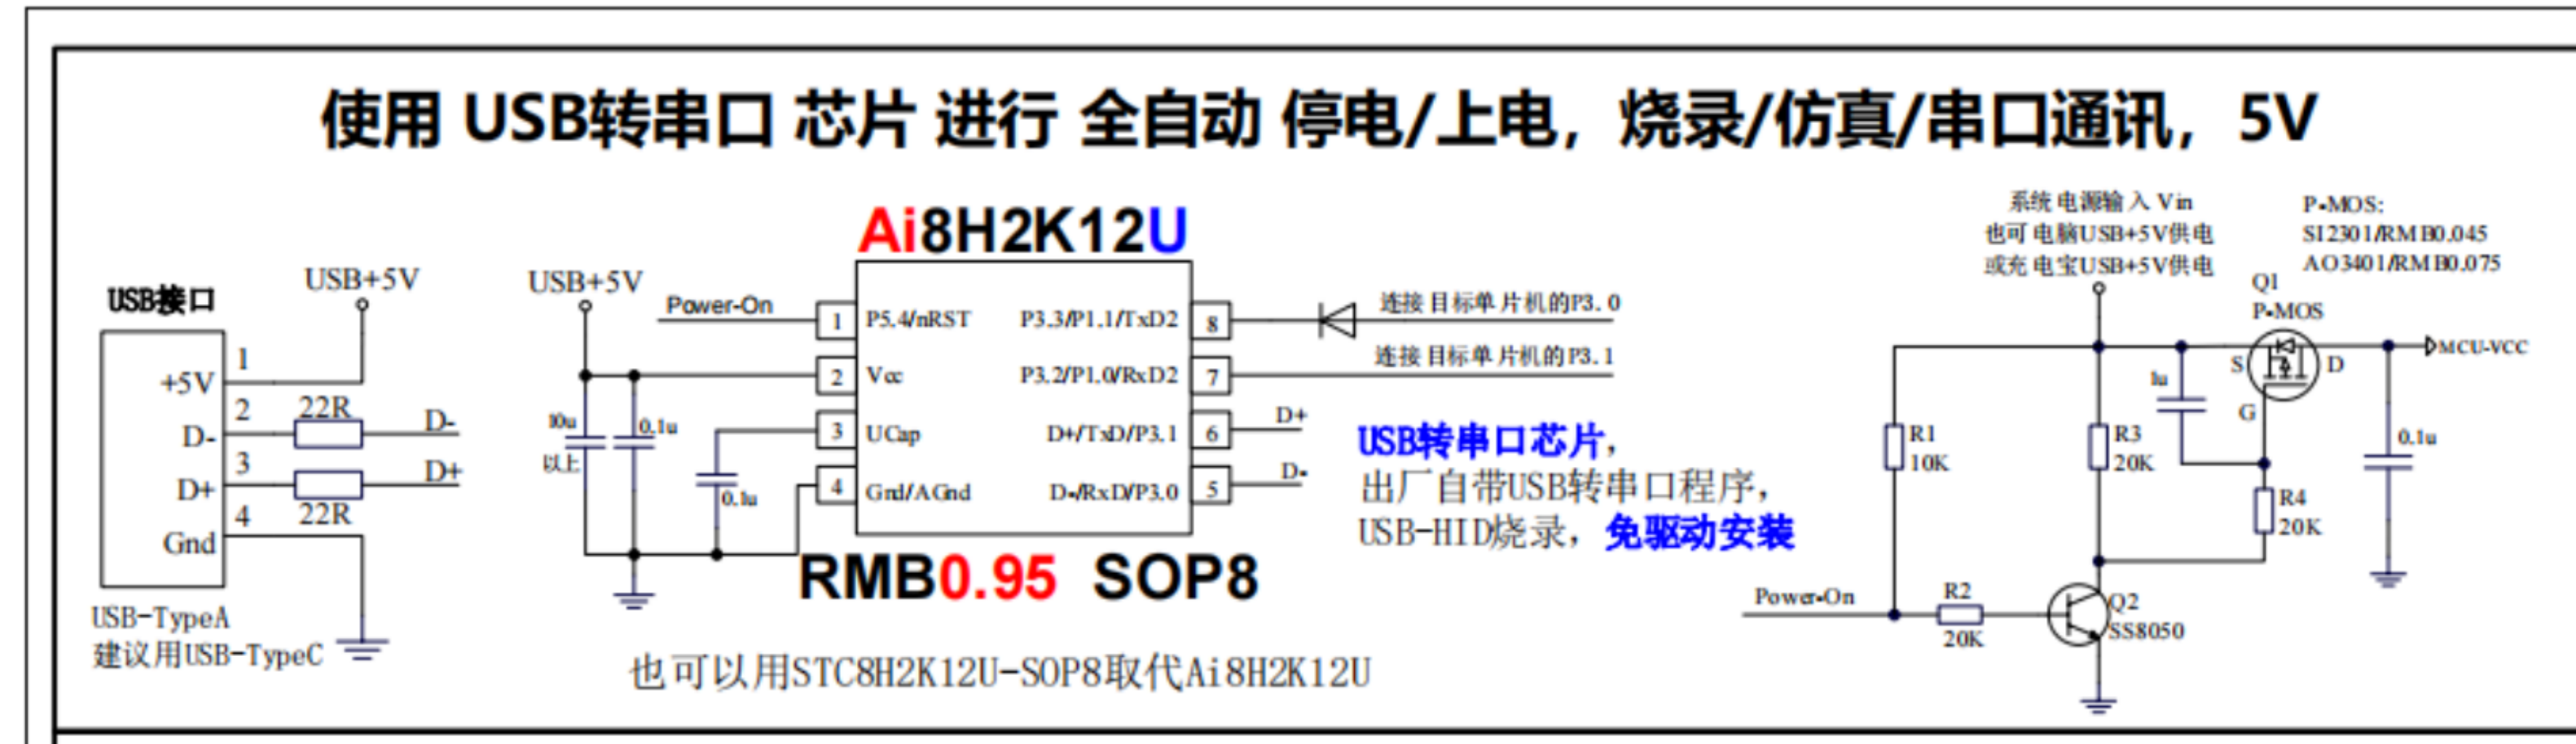 使用 USB转串口 芯片 进行 全自动 停电/上电，烧录/仿真/串口通讯，5V
USB接口
USB+5V
+5V
1
D-
2
22R
D-
D+
3
22R
D+
Gnd
4
USB-TypeA
建议用USB-TypeC
USB+5V
10u
以上
0.1u
0.1u
Power-On
Ai8H2K12U
1
P5.4/nRST
2
Vcc
3
UCap
4
Gnd/AGnd
P3.3/P1.1/TxD2
8
P3.2/P1.0/RxD2
7
D+/TxD/P3.1
6
D-/RxD/P3.0
5
连接目标单片机的P3.0
连接目标单片机的P3.1
D+
D-
RMB0.95 SOP8
也可以用STC8H2K12U-SOP8取代Ai8H2K12U
USB转串口芯片，
出厂自带USB转串口程序，
USB-HID烧录，免驱动安装
系统电源输入 Vin
也可电脑USB+5V供电
或充电宝USB+5V供电
P-MOS:
SI2301/RMB0.045
AO3401/RMB0.075
Q1
P-MOS
S
D
G
MCU-VCC
1u
R1
10K
R3
20K
0.1u
R4
20K
Power-On
R2
20K
Q2
SS8050